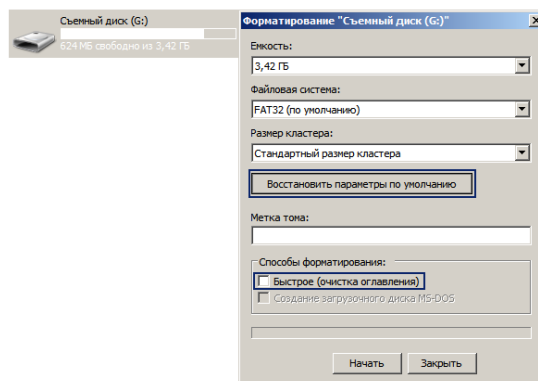 Съемный диск (G:)
624 МБ свободно из 3,42 ГБ
Форматирование "Съемный диск (G:)"
Емкость:
3,42 ГБ
Файловая система:
FAT32 (по умолчанию)
Размер кластера:
Стандартный размер кластера
Восстановить параметры по умолчанию
Метка тома:
Способы форматирования:
Быстрое (очистка оглавления)
Создание загрузочного диска MS-DOS
Начать
Закрыть